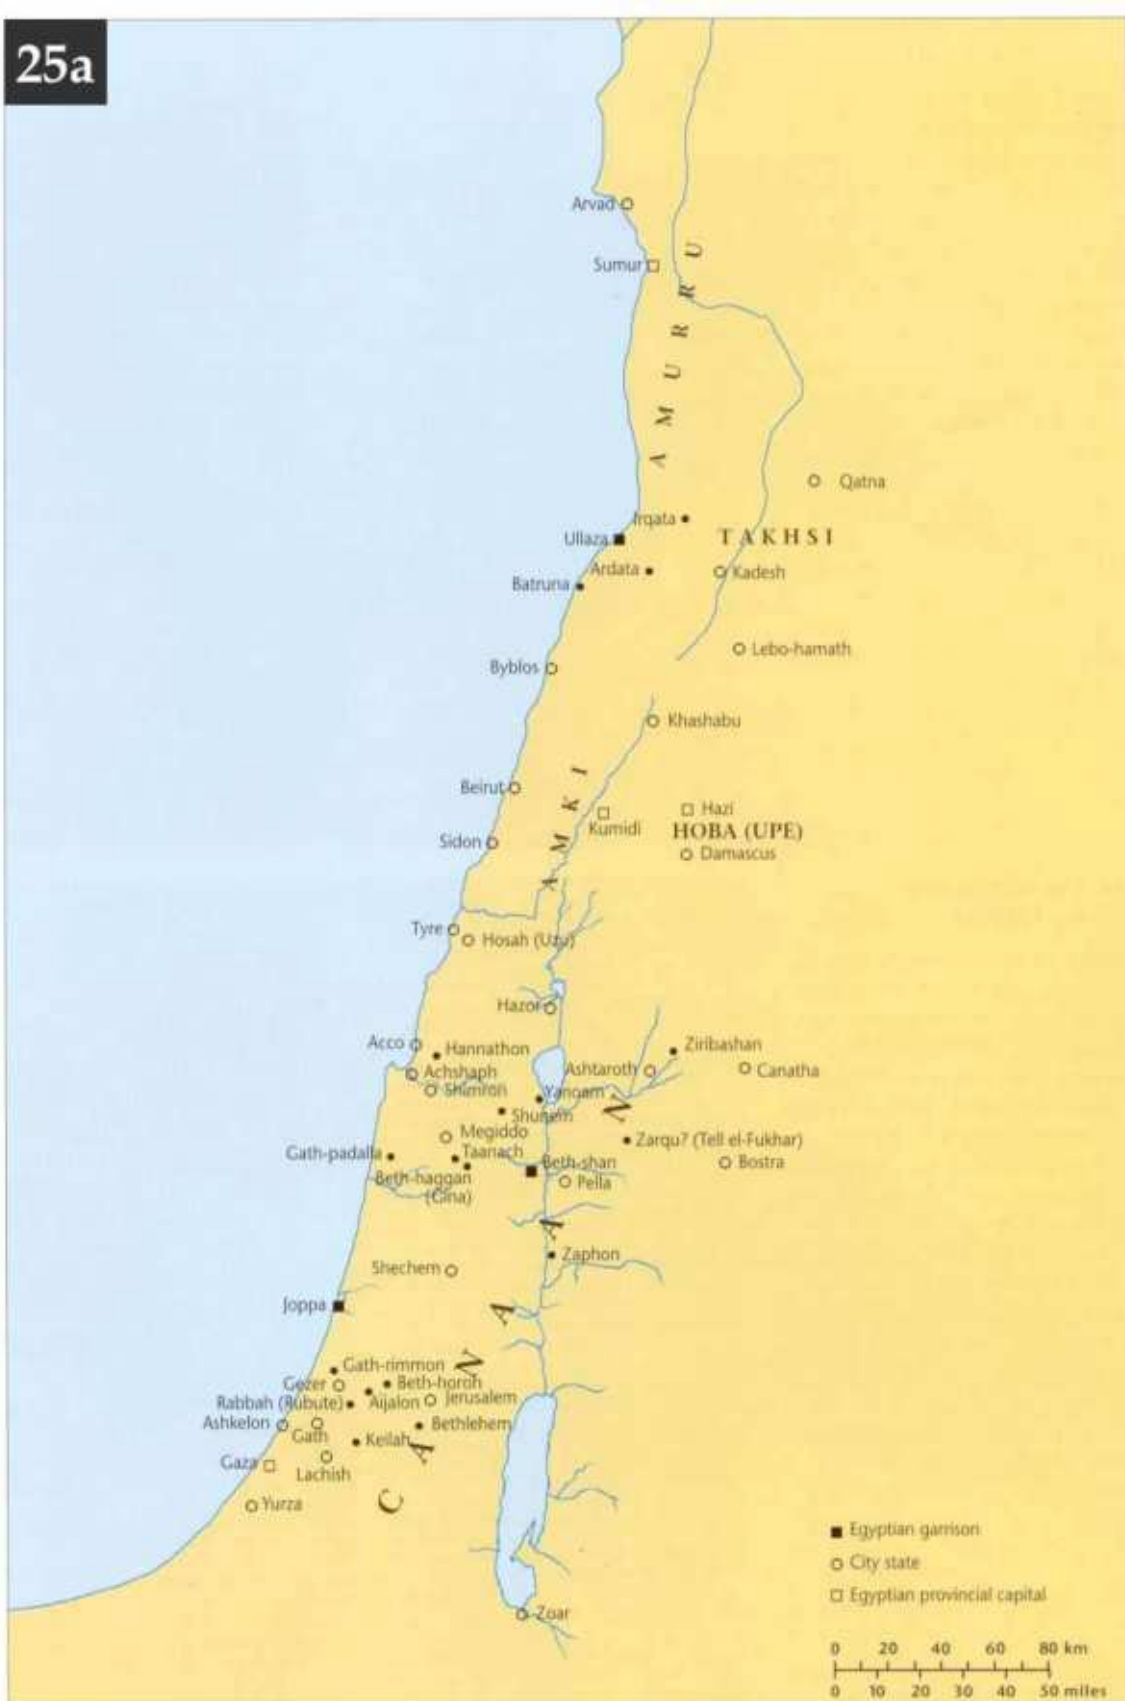 25a
Arvad
Sumur
AMURRU
Qatna
Irqata
Ullaza
TAKHSI
Ardata
Kadesh
Batruna
Lebo-hamath
Byblos
Khashabu
Beirut
AMKI
Hazi
Kumidi
HOBA (UPE)
Sidon
Damascus
Tyre
Hosah (Uzu)
Hazor
Acco
Hannathon
Ziribashan
Achshaph
Ashtaroth
Canatha
Shimron
Yanoam
Shunem
Megiddo
Zarqu? (Tell el-Fukhar)
Gath-padalla
Taanach
Beth-shan
Bostra
Beth-haggan
(Gina)
Pella
Zaphon
Shechem
Joppa
CANAAN
Gath-rimmon
Gezer
Beth-horon
Rabbah (Rubute)
Aijalon
Jerusalem
Ashkelon
Gath
Bethlehem
Keilah
Gaza
Lachish
Yurza
Zoar
Egyptian garrison
City state
Egyptian provincial capital
0 20 40 60 80 km
0 10 20 30 40 50 miles